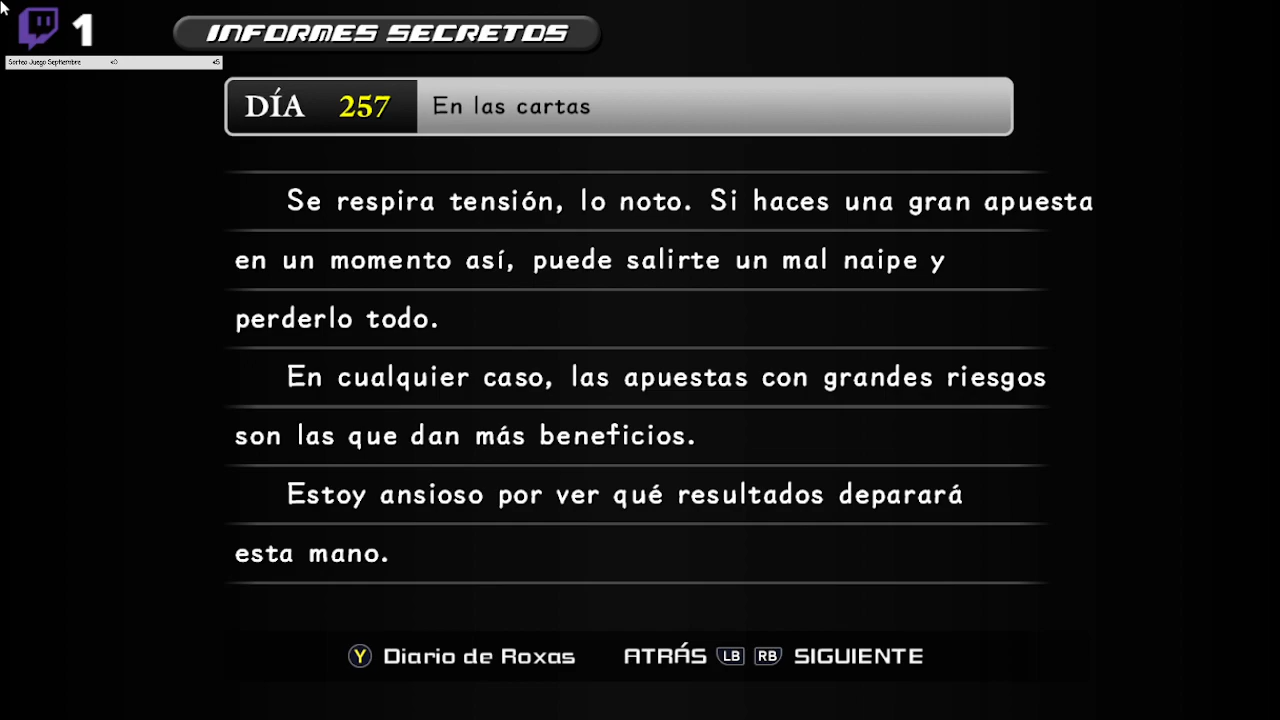 1
INFORMES SECRETOS
Sorteo Juego Septiembre
DÍA 257 En las cartas
Se respira tensión, lo noto. Si haces una gran apuesta
en un momento así, puede salirte un mal naipe y
perderlo todo.
En cualquier caso, las apuestas con grandes riesgos
son las que dan más beneficios.
Estoy ansioso por ver qué resultados deparará
esta mano.
Y Diario de Roxas ATRÁS LB RB SIGUIENTE